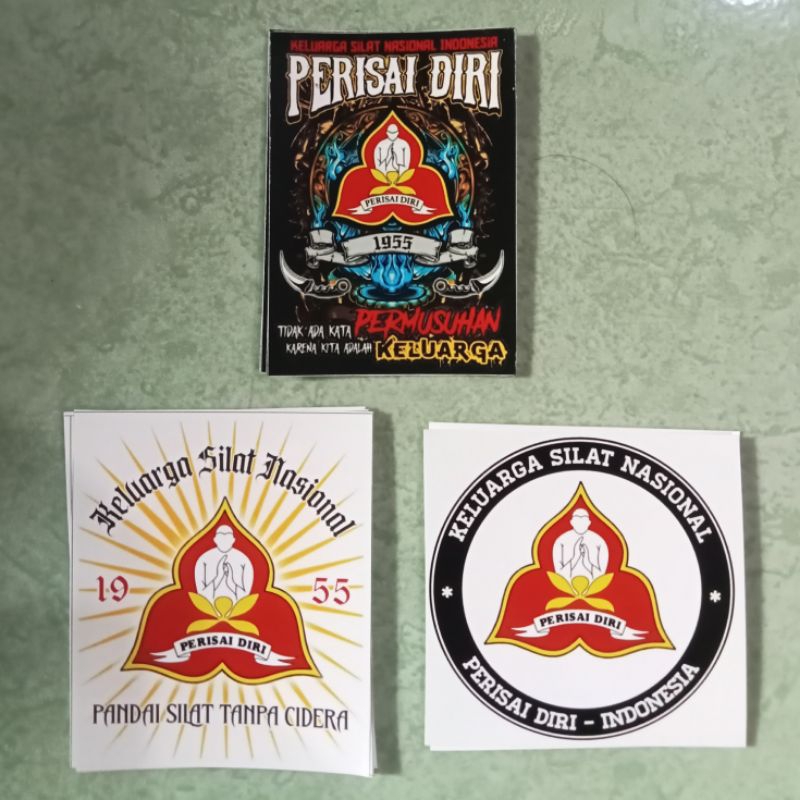 KELUARGA SILAT NASIONAL INDONESIA
PERISAI DIRI
PERISAI DIRI
1955
TIDAK ADA KATA PERMUSUHAN
KARENA KITA ADALAH KELUARGA
Keluarga Silat Nasional
19 55
PERISAI DIRI
PANDAI SILAT TANPA CIDERA
KELUARGA SILAT NASIONAL
PERISAI DIRI
* *
PERISAI DIRI - INDONESIA